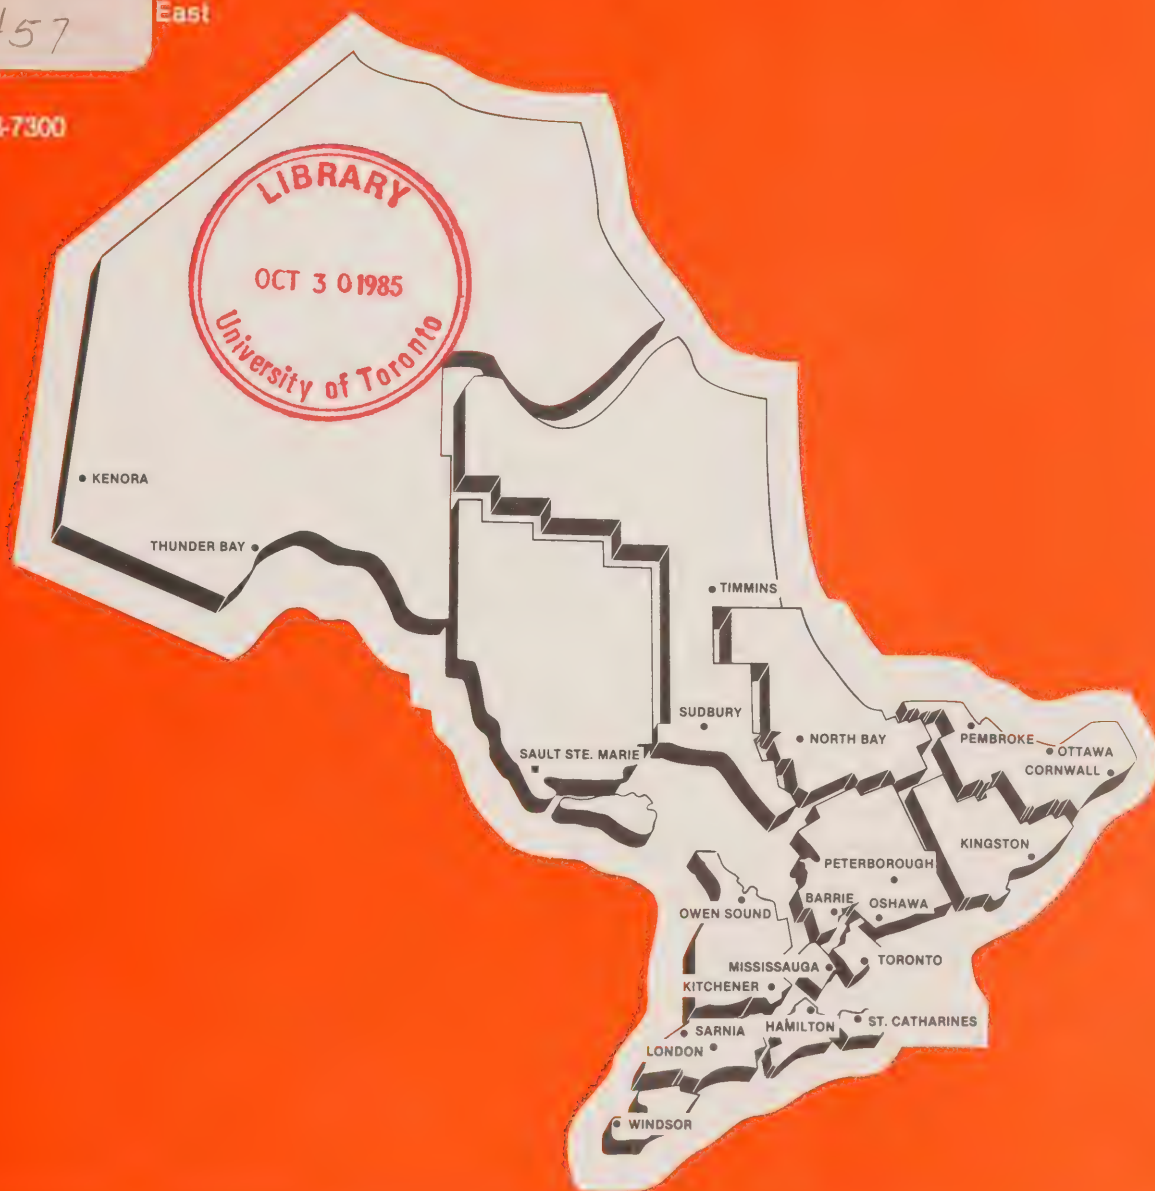 East
57
-7300
LIBRARY
OCT 3 0 1985
University of Toronto
KENORA
THUNDER BAY
TIMMINS
SUDBURY
NORTH BAY
PEMBROKE
OTTAWA
CORNWALL
SAULT STE. MARIE
KINGSTON
PETERBOROUGH
BARRIE
OSHAWA
OWEN SOUND
TORONTO
MISSISSAUGA
KITCHENER
SARNIA
HAMILTON
ST. CATHARINES
LONDON
WINDSOR